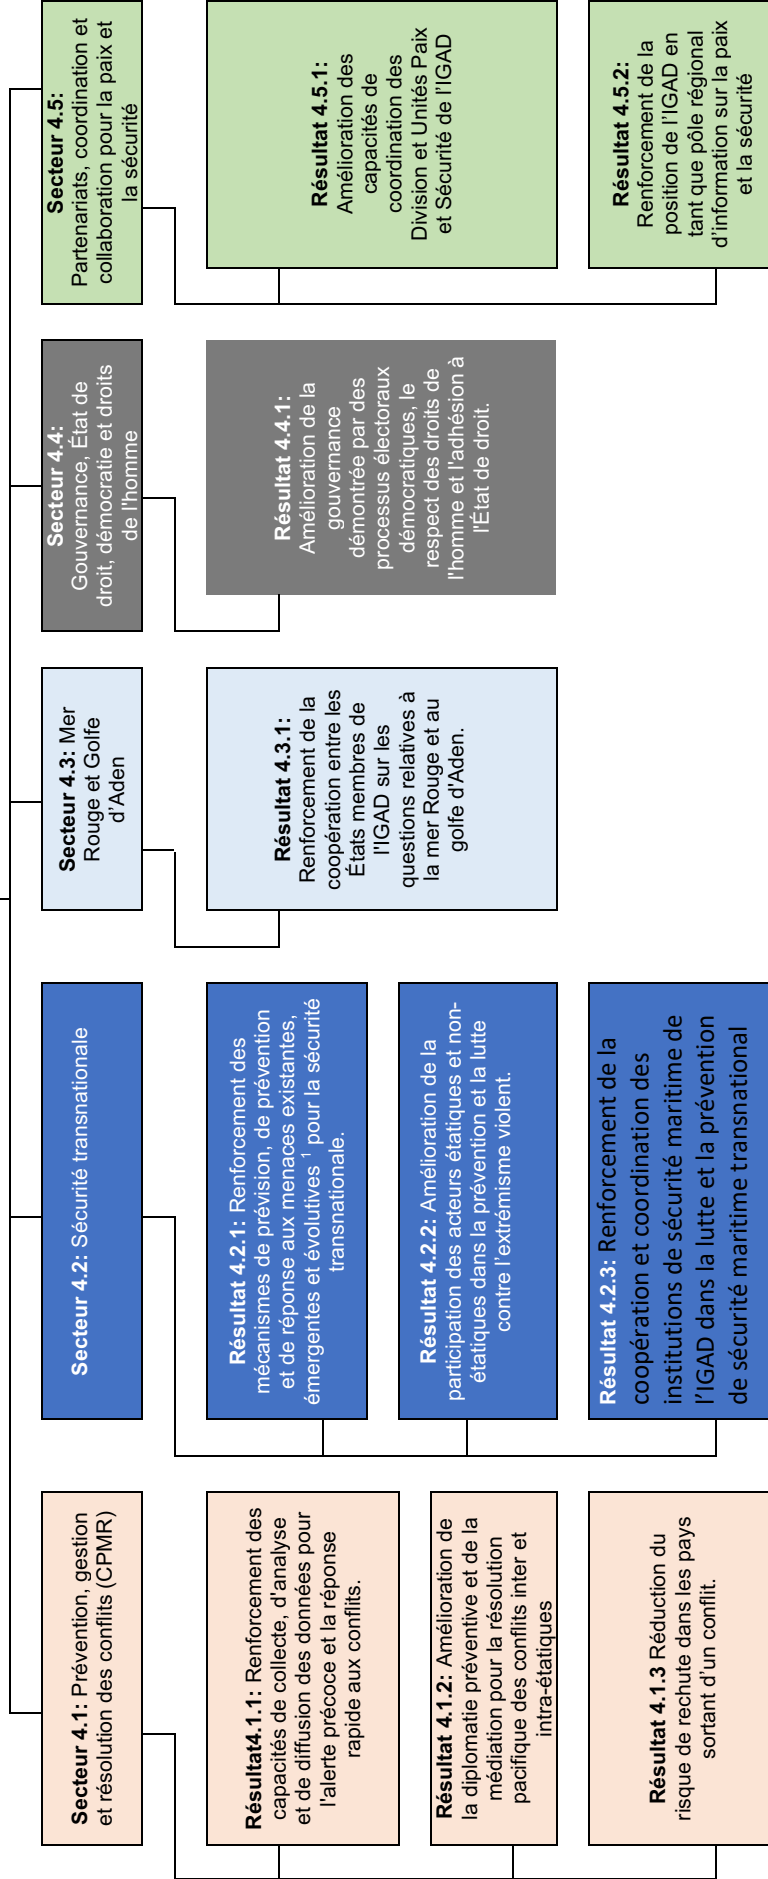 Secteur 4.1: Prévention, gestion
et résolution des conflits (CPMR)
Résultat4.1.1: Renforcement des
capacités de collecte, d'analyse
et de diffusion des données pour
l'alerte précoce et la réponse
rapide aux conflits.
Résultat 4.1.2: Amélioration de
la diplomatie préventive et de la
médiation pour la résolution
pacifique des conflits inter et
intra-étatiques
Résultat 4.1.3 Réduction du
risque de rechute dans les pays
sortant d’un conflit.
Secteur 4.2: Sécurité transnationale
Résultat 4.2.1: Renforcement des
mécanismes de prévision, de prévention
et de réponse aux menaces existantes,
émergentes et évolutives 1 pour la sécurité
transnationale.
Résultat 4.2.2: Amélioration de la
participation des acteurs étatiques et non-
étatiques dans la prévention et la lutte
contre l’extrémisme violent.
Résultat 4.2.3: Renforcement de la
coopération et coordination des
institutions de sécurité maritime de
l’IGAD dans la lutte et la prévention
de sécurité maritime transnational
Secteur 4.3: Mer
Rouge et Golfe
d’Aden
Résultat 4.3.1:
Renforcement de la
coopération entre les
États membres de
l'IGAD sur les
questions relatives à
la mer Rouge et au
golfe d'Aden.
Secteur 4.4:
Gouvernance, État de
droit, démocratie et droits
de l'homme
Résultat 4.4.1:
Amélioration de la
gouvernance
démontrée par des
processus électoraux
démocratiques, le
respect des droits de
l'homme et l'adhésion à
l'État de droit.
Secteur 4.5:
Partenariats, coordination et
collaboration pour la paix et
la sécurité
Résultat 4.5.1:
Amélioration des
capacités de
coordination des
Division et Unités Paix
et Sécurité de l’IGAD
Résultat 4.5.2:
Renforcement de la
position de l’IGAD en
tant que pôle régional
d’information sur la paix
et la sécurité